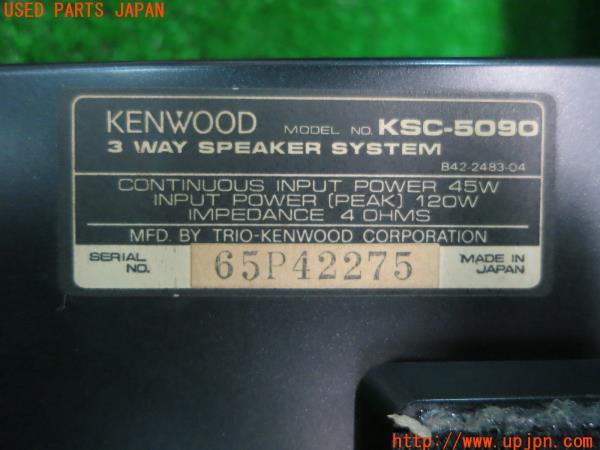 USED PARTS JAPAN
KENWOOD MODEL NO. KSC-5090
3 WAY SPEAKER SYSTEM
B42-2483-04
CONTINUOUS INPUT POWER 45W
INPUT POWER (PEAK) 120W
IMPEDANCE 4 OHMS
MFD. BY TRIO-KENWOOD CORPORATION
SERIAL NO. 65P42275 MADE IN JAPAN
http://www.upjpn.com/